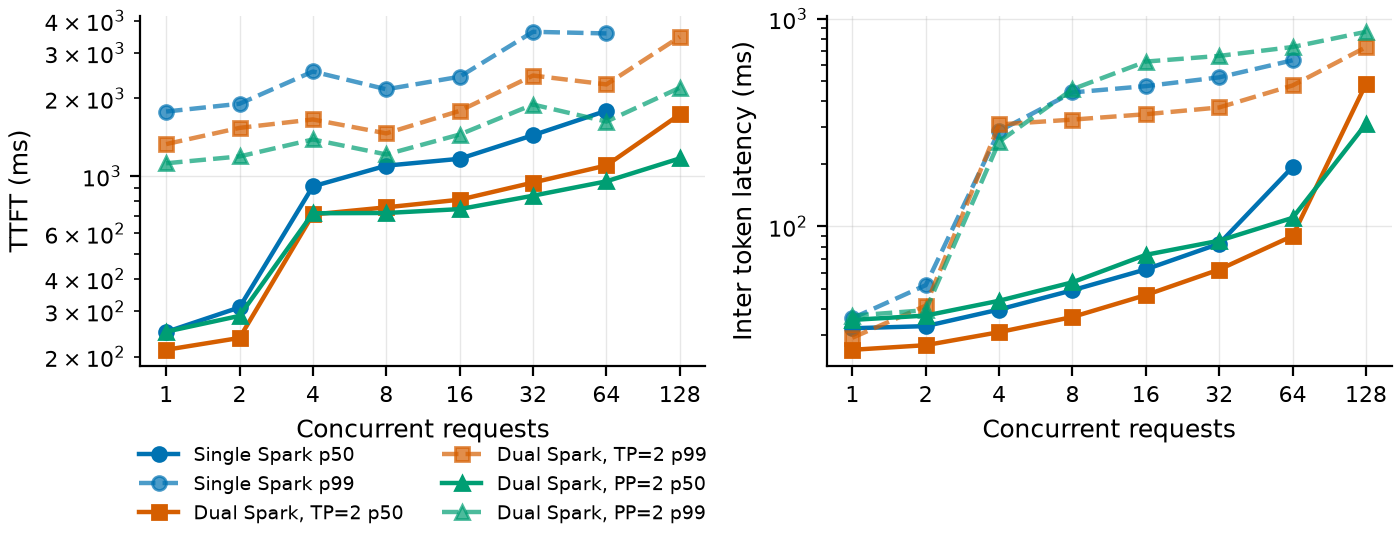 TTFT (ms)
4 × 10³
3 × 10³
2 × 10³
10³
6 × 10²
4 × 10²
3 × 10²
2 × 10²
1 2 4 8 16 32 64 128
Concurrent requests
Inter token latency (ms)
10³
10²
1 2 4 8 16 32 64 128
Concurrent requests
Single Spark p50
Single Spark p99
Dual Spark, TP=2 p50
Dual Spark, TP=2 p99
Dual Spark, PP=2 p50
Dual Spark, PP=2 p99